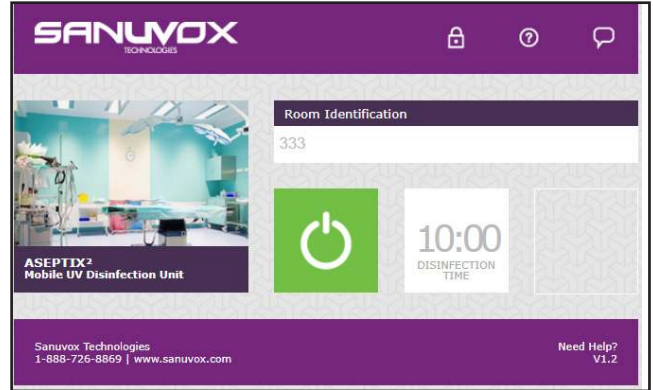 SANUVOX
TECHNOLOGIES
Room Identification
333
10:00
DISINFECTION
TIME
ASEPTIX²
Mobile UV Disinfection Unit
Sanuvox Technologies
1-888-726-8869 | www.sanuvox.com
Need Help?
V1.2